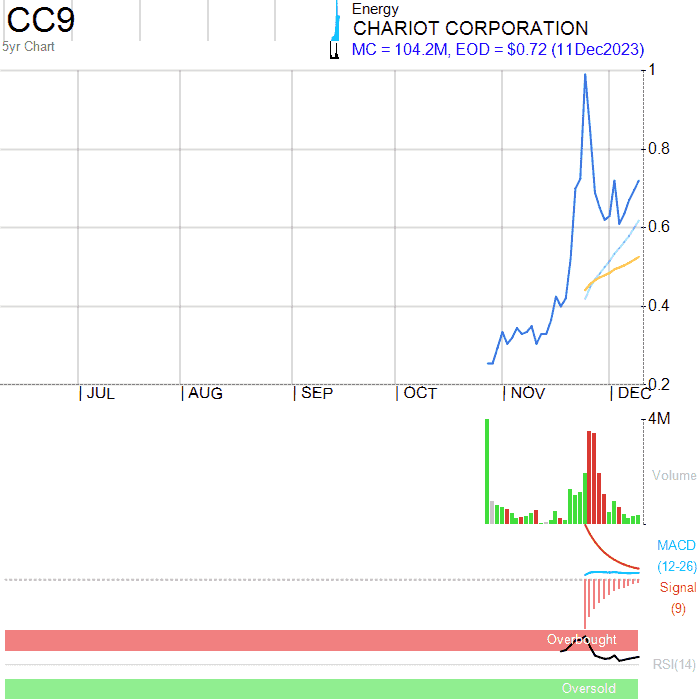 CC9
Energy
CHARIOT CORPORATION
5yr Chart
MC = 104.2M, EOD = $0.72 (11Dec2023)
1
0.8
0.6
0.4
0.2
JUL AUG SEP OCT NOV DEC
4M
Volume
MACD
(12-26)
Signal
(9)
Overbought
RSI(14)
Oversold